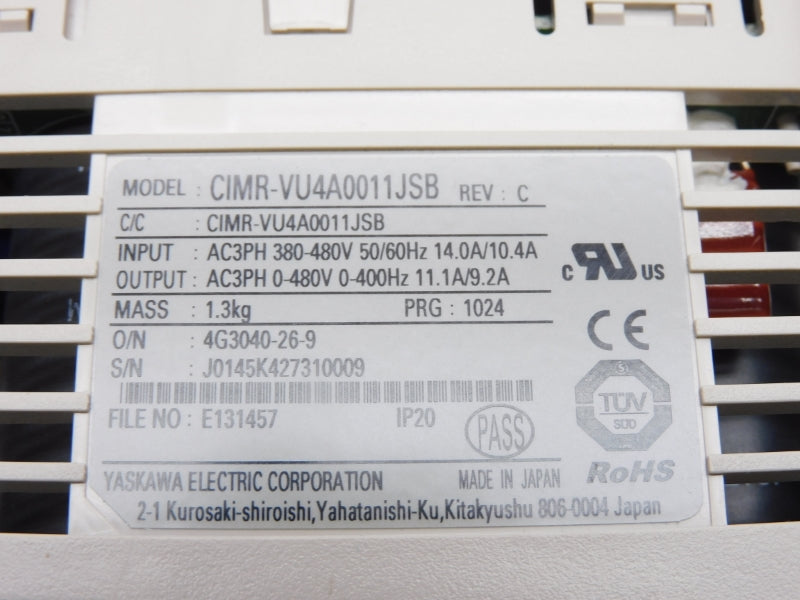 MODEL : CIMR-VU4A0011JSB REV : C
C/C : CIMR-VU4A0011JSB
INPUT : AC3PH 380-480V 50/60Hz 14.0A/10.4A
OUTPUT : AC3PH 0-480V 0-400Hz 11.1A/9.2A
MASS : 1.3kg PRG : 1024
O/N : 4G3040-26-9
S/N : J0145K427310009
FILE NO : E131457 IP20
PASS
c RU US
CE
TÜV
SÜD
RoHS
YASKAWA ELECTRIC CORPORATION MADE IN JAPAN
2-1 Kurosaki-shiroishi,Yahatanishi-Ku,Kitakyushu 806-0004 Japan